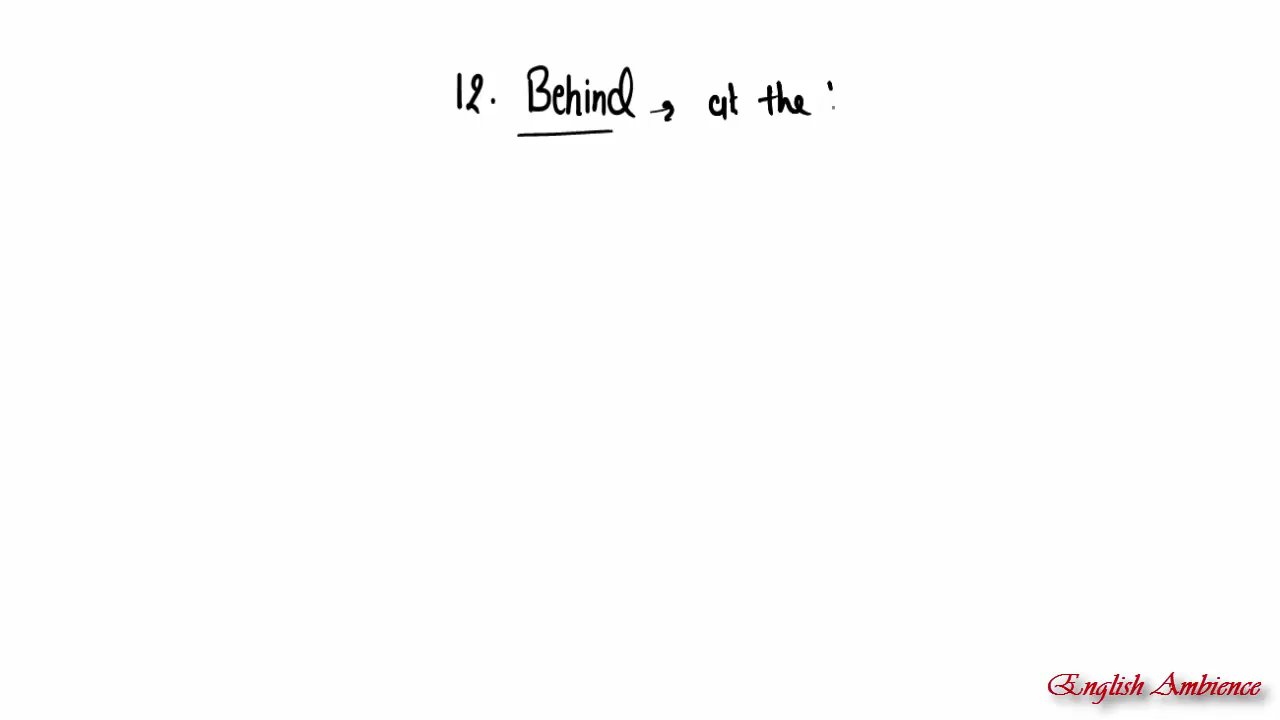 12. Behind → at the
English Ambience